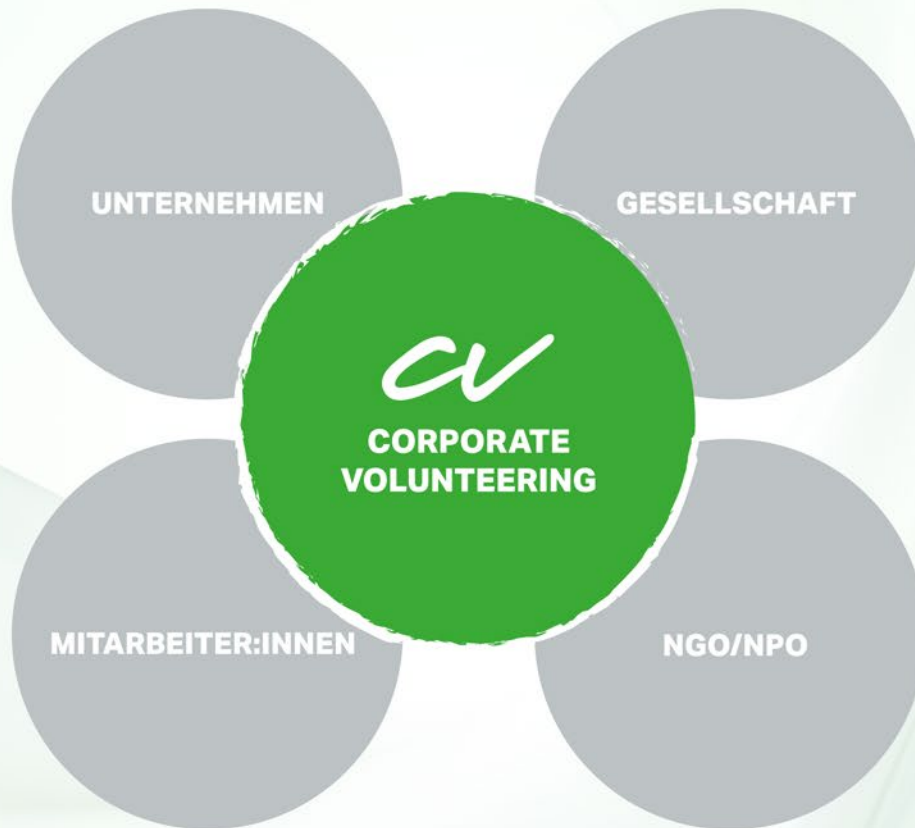 UNTERNEHMEN
GESELLSCHAFT
CV
CORPORATE
VOLUNTEERING
MITARBEITER:INNEN
NGO/NPO